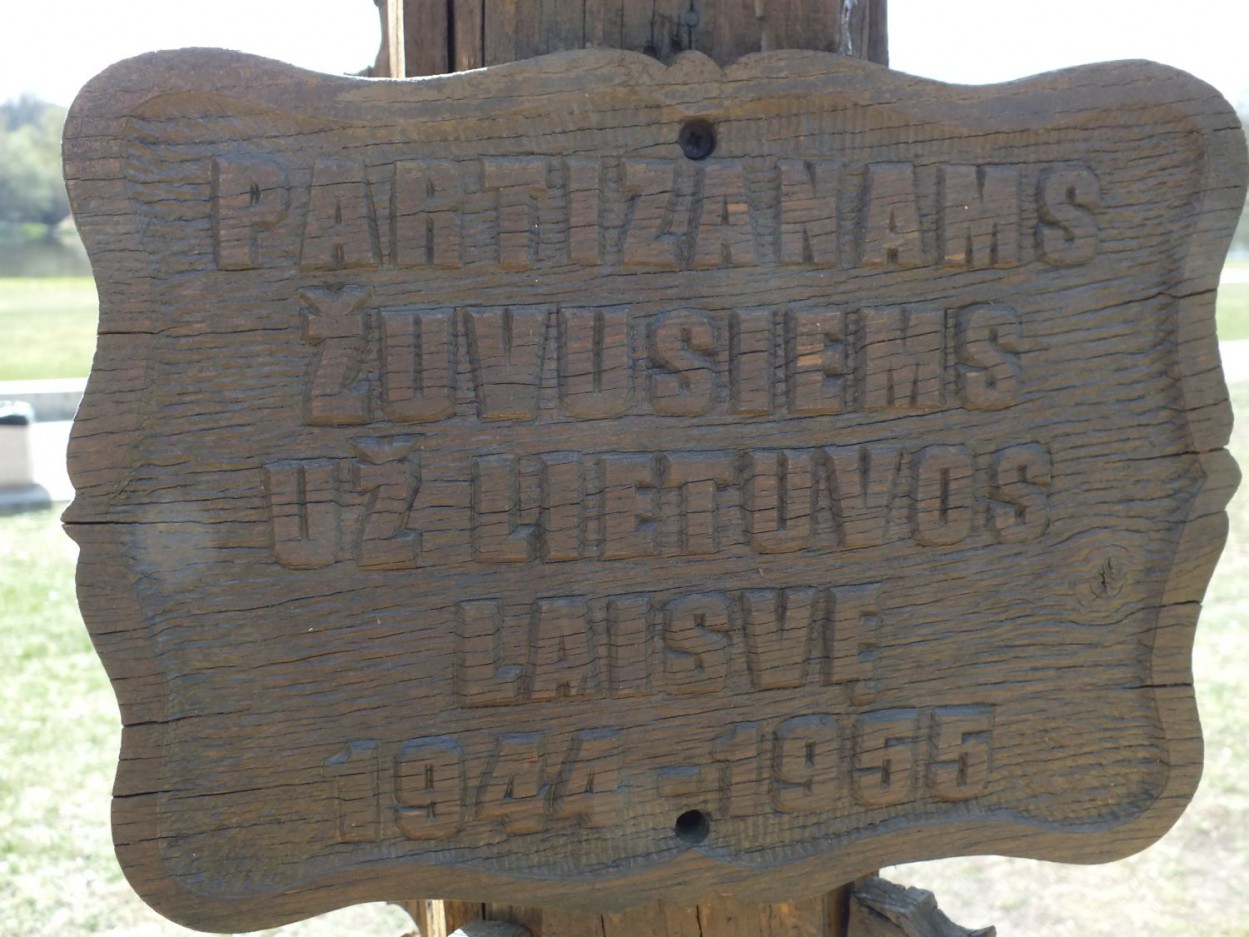 PARTIZANAMS
ŽUVUSIEMS
UŽ LIETUVOS
LAISVĘ
1944-1955